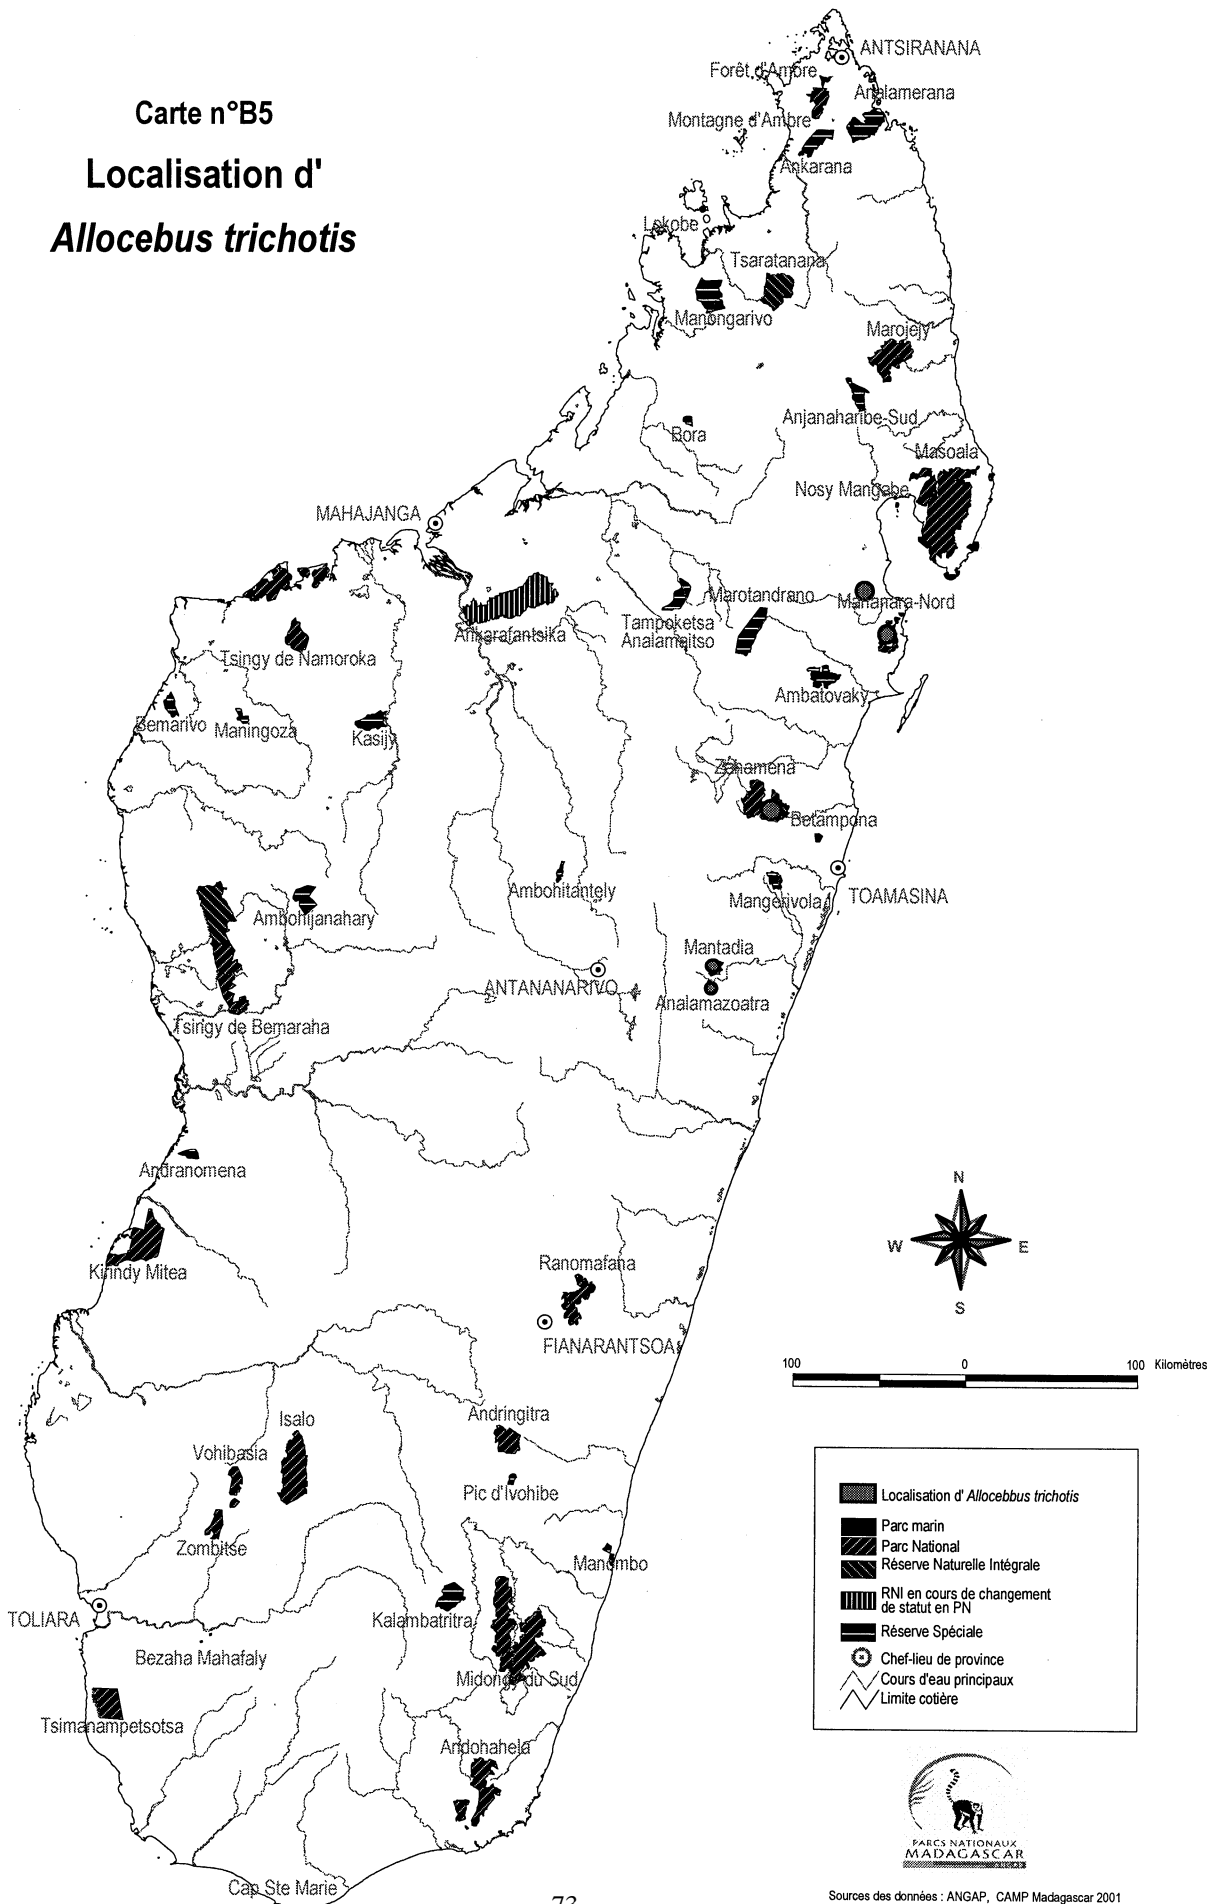 Carte n°B5
Localisation d'
Allocebus trichotis
ANTSIRANANA
Forêt d'Ambre
Analamerana
Montagne d'Ambre
Ankarana
Lokobe
Tsaratanana
Manongarivo
Marojejy
Anjanaharibe-Sud
Bora
Masoala
Nosy Mangabe
MAHAJANGA
Marotandrano
Mananara-Nord
Ankarafantsika
Tampoketsa
Analamaitso
Tsingy de Namoroka
Ambatovaky
Bemarivo
Maningoza
Kasijy
Zahamena
Betampona
Ambohitantely
Mangerivola
TOAMASINA
Ambohijanahary
Mantadia
ANTANANARIVO
Analamazoatra
Tsingy de Bemaraha
Andranomena
N
W
E
S
Kirindy Mitea
Ranomafana
FIANARANTSOA
100
0
100 Kilomètres
Andringitra
Isalo
Vohibasia
Pic d'Ivohibe
Zombitse
Manombo
TOLIARA
Kalambatritra
Bezaha Mahafaly
Midongy du Sud
Tsimanampetsotsa
Andohahela
Cap Ste Marie
Localisation d' Allocebbus trichotis
Parc marin
Parc National
Réserve Naturelle Intégrale
RNI en cours de changement
de statut en PN
Réserve Spéciale
Chef-lieu de province
Cours d'eau principaux
Limite cotière
PARCS NATIONAUX
MADAGASCAR
Sources des données : ANGAP, CAMP Madagascar 2001
73